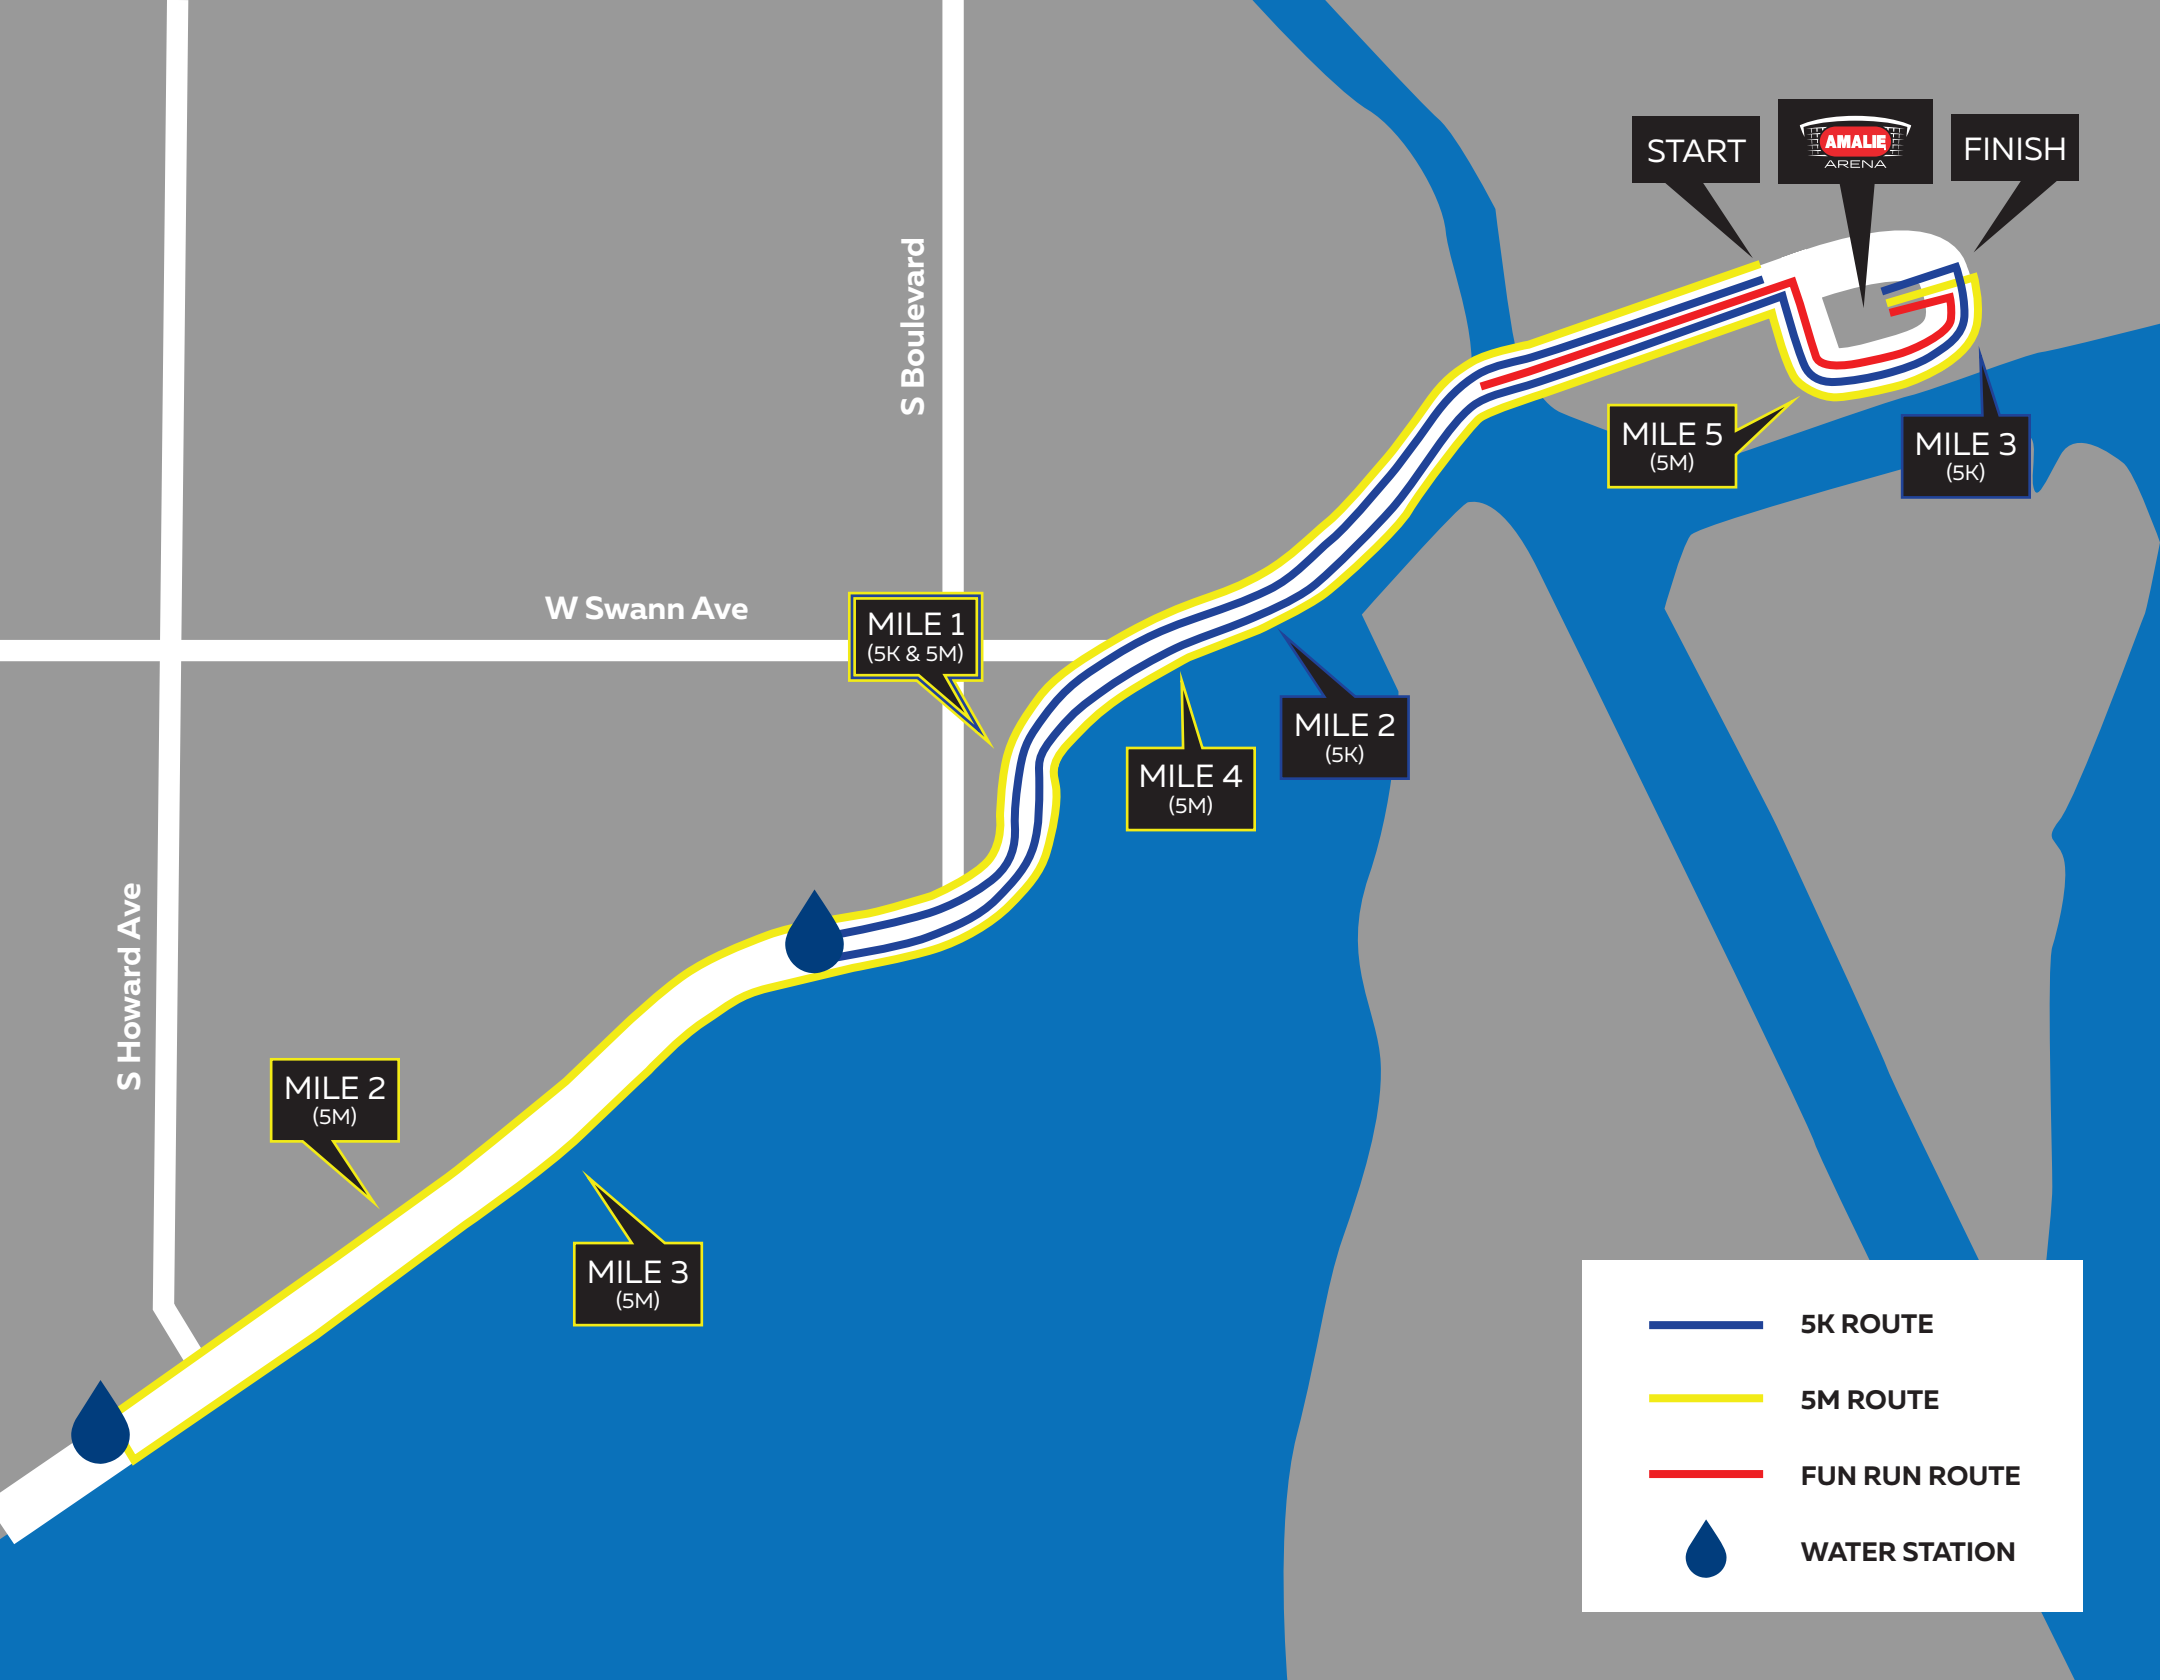 START
AMALIE
ARENA
FINISH
S Boulevard
MILE 5
(5M)
MILE 3
(5K)
W Swann Ave
MILE 1
(5K & 5M)
MILE 2
(5K)
MILE 4
(5M)
S Howard Ave
MILE 2
(5M)
MILE 3
(5M)
5K ROUTE
5M ROUTE
FUN RUN ROUTE
WATER STATION